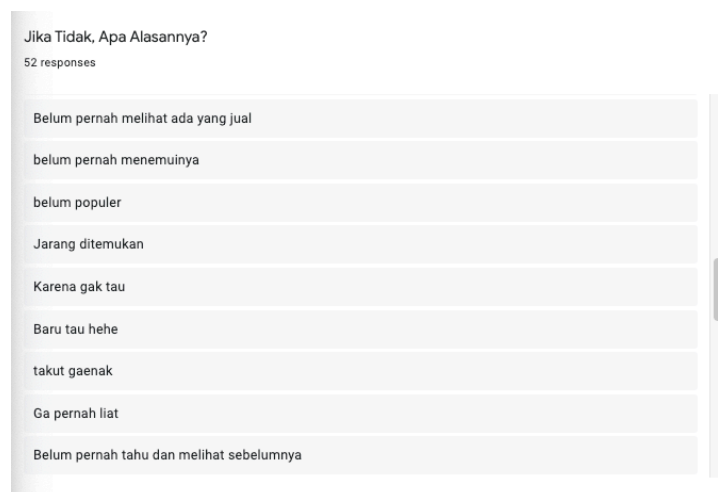 Jika Tidak, Apa Alasannya?
52 responses
Belum pernah melihat ada yang jual
belum pernah menemuinya
belum populer
Jarang ditemukan
Karena gak tau
Baru tau hehe
takut gaenak
Ga pernah liat
Belum pernah tahu dan melihat sebelumnya